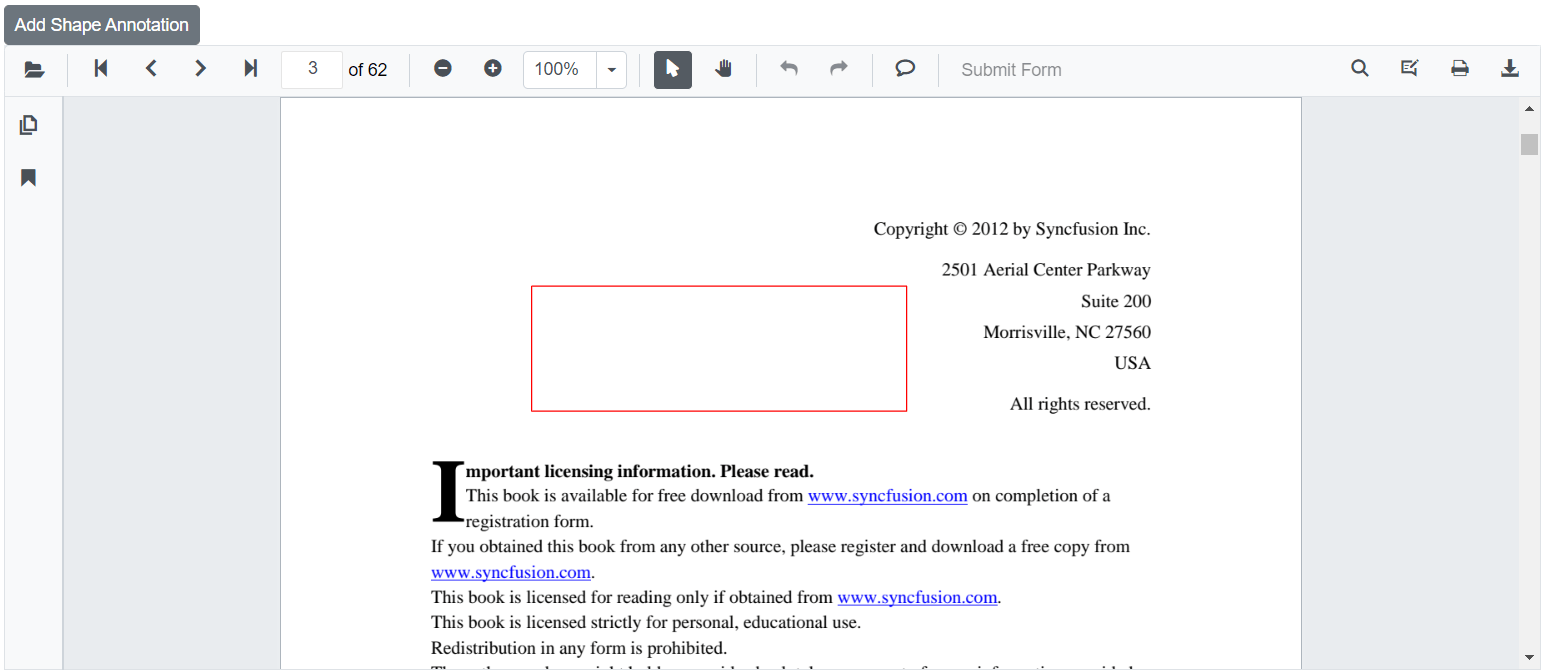 Add Shape Annotation
3 of 62 100% Submit Form
Copyright © 2012 by Syncfusion Inc.
2501 Aerial Center Parkway
Suite 200
Morrisville, NC 27560
USA
All rights reserved.
Important licensing information. Please read.
This book is available for free download from www.syncfusion.com on completion of a
registration form.
If you obtained this book from any other source, please register and download a free copy from
www.syncfusion.com.
This book is licensed for reading only if obtained from www.syncfusion.com.
This book is licensed strictly for personal, educational use.
Redistribution in any form is prohibited.